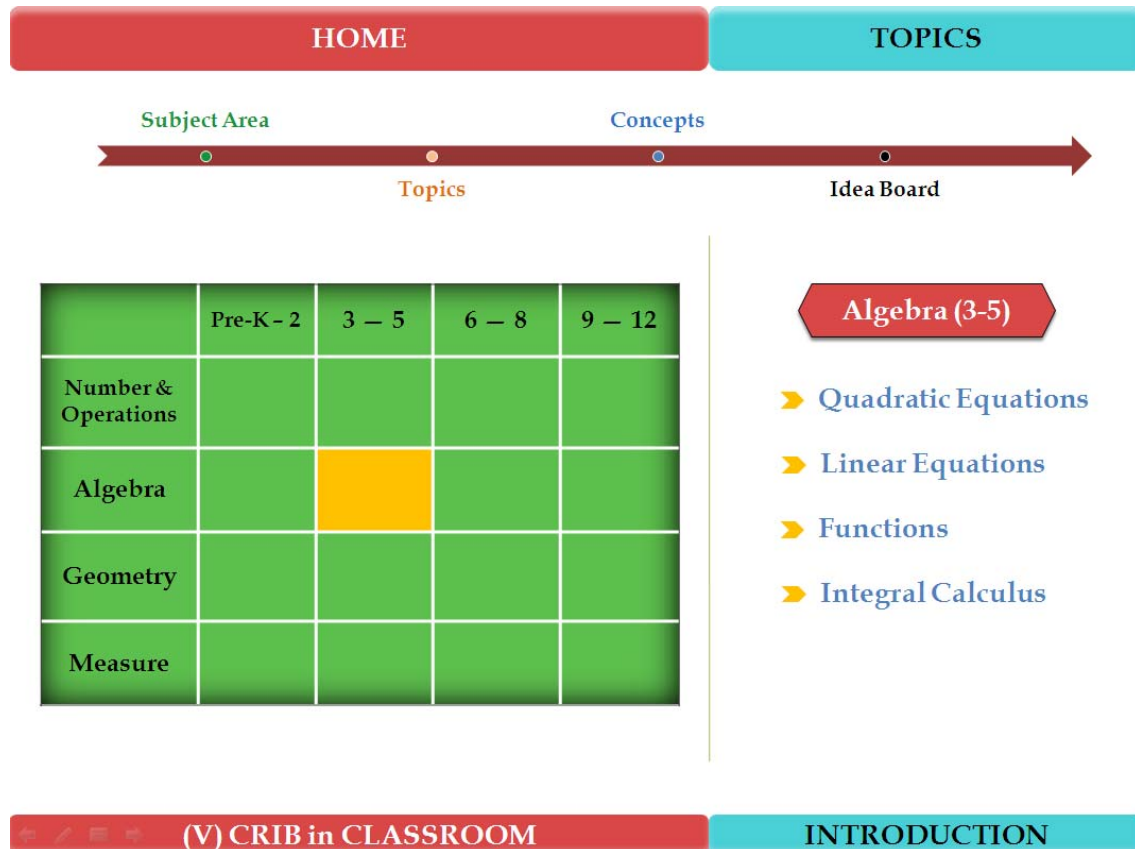 HOME
TOPICS
Subject Area
Concepts
Topics
Idea Board
Pre-K – 2
3 – 5
6 – 8
9 – 12
Number &
Operations
Algebra
Geometry
Measure
Algebra (3-5)
Quadratic Equations
Linear Equations
Functions
Integral Calculus
(V) CRIB in CLASSROOM
INTRODUCTION